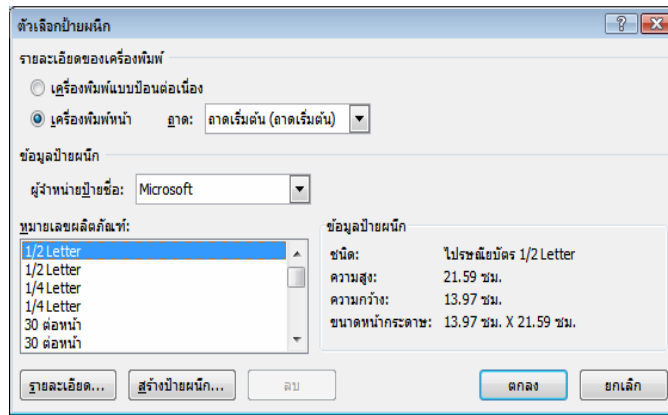 ตัวเลือกป้ายผนึก
รายละเอียดของเครื่องพิมพ์
เครื่องพิมพ์แบบป้อนต่อเนื่อง
เครื่องพิมพ์หน้า ถาด: ถาดเริ่มต้น (ถาดเริ่มต้น)
ข้อมูลป้ายผนึก
ผู้จำหน่ายป้ายชื่อ: Microsoft
หมายเลขผลิตภัณฑ์:
1/2 Letter
1/2 Letter
1/4 Letter
1/4 Letter
30 ต่อหน้า
30 ต่อหน้า
ข้อมูลป้ายผนึก
ชนิด: ไปรษณียบัตร 1/2 Letter
ความสูง: 21.59 ซม.
ความกว้าง: 13.97 ซม.
ขนาดหน้ากระดาษ: 13.97 ซม. X 21.59 ซม.
รายละเอียด... สร้างป้ายผนึก... ลบ ตกลง ยกเลิก